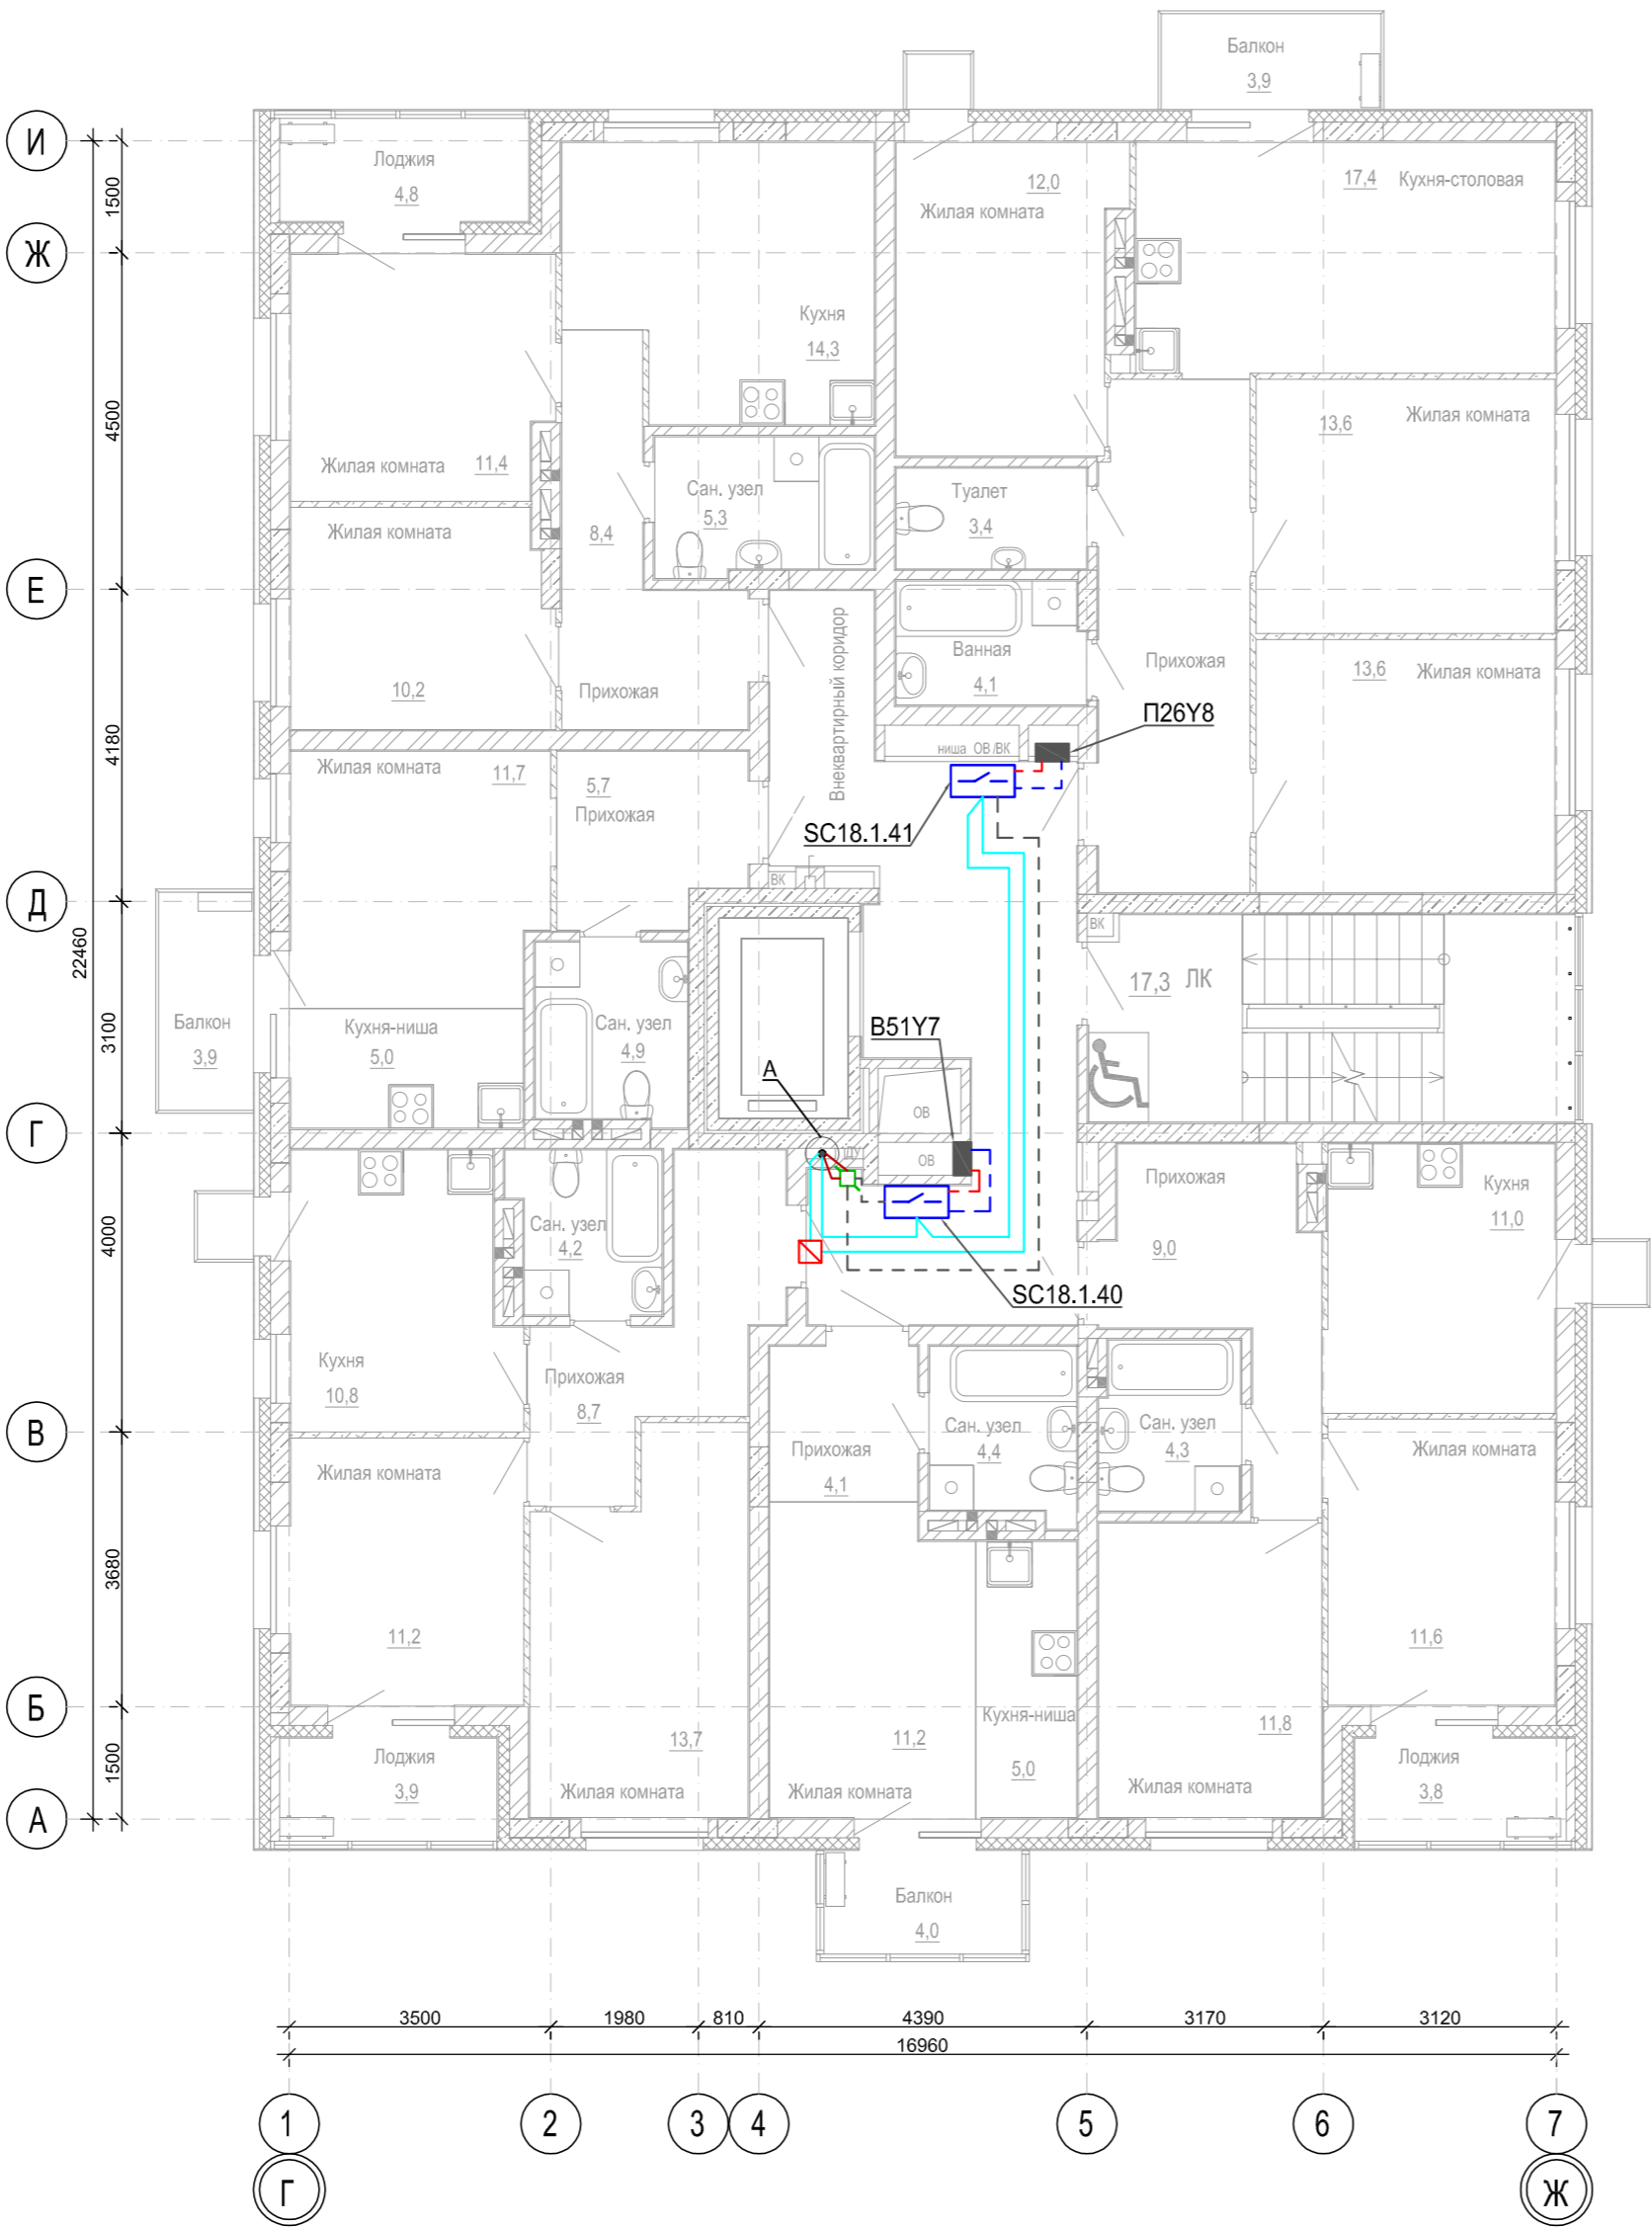 Балкон
3,9
И
Лоджия
4,8
12,0
Жилая комната
17,4
Кухня-столовая
1500
Ж
Кухня
14,3
4500
13,6
Жилая комната
Жилая комната
11,4
Сан. узел
5,3
Туалет
3,4
Жилая комната
8,4
Е
Внеквартирный коридор
Ванная
4,1
Прихожая
13,6
Жилая комната
10,2
Прихожая
П26Y8
4180
ниша ОВ/ВК
Жилая комната
11,7
5,7
Прихожая
SC18.1.41
ВК
Д
ВК
22460
17,3
ЛК
Балкон
3,9
Кухня-ниша
5,0
Сан. узел
4,9
3100
В51Y7
А
ОВ
Г
ОВ
Прихожая
9,0
Кухня
11,0
4000
Сан. узел
4,2
SC18.1.40
Кухня
10,8
Прихожая
8,7
В
Прихожая
4,1
Сан. узел
4,4
Сан. узел
4,3
Жилая комната
Жилая комната
3680
11,2
11,6
Б
Кухня-ниша
5,0
13,7
11,2
11,8
1500
Лоджия
3,9
Жилая комната
Жилая комната
Жилая комната
Лоджия
3,8
А
Балкон
4,0
3500
1980
810
4390
3170
3120
16960
1
2
3
4
5
6
7
Г
Ж